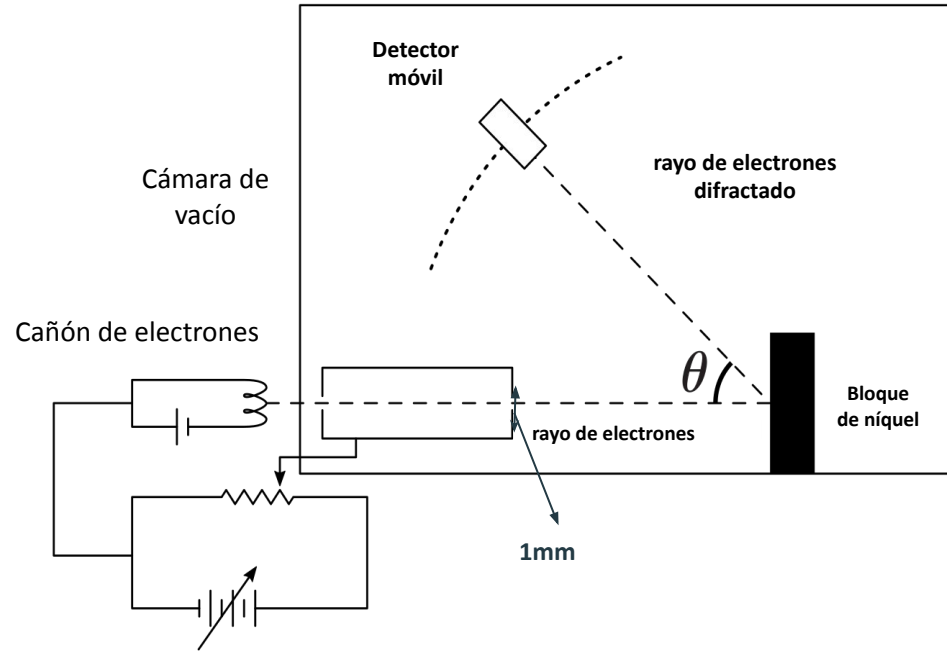 Detector
móvil
rayo de electrones
difractado
Cámara de
vacío
Cañón de electrones
θ
Bloque
de níquel
rayo de electrones
1mm